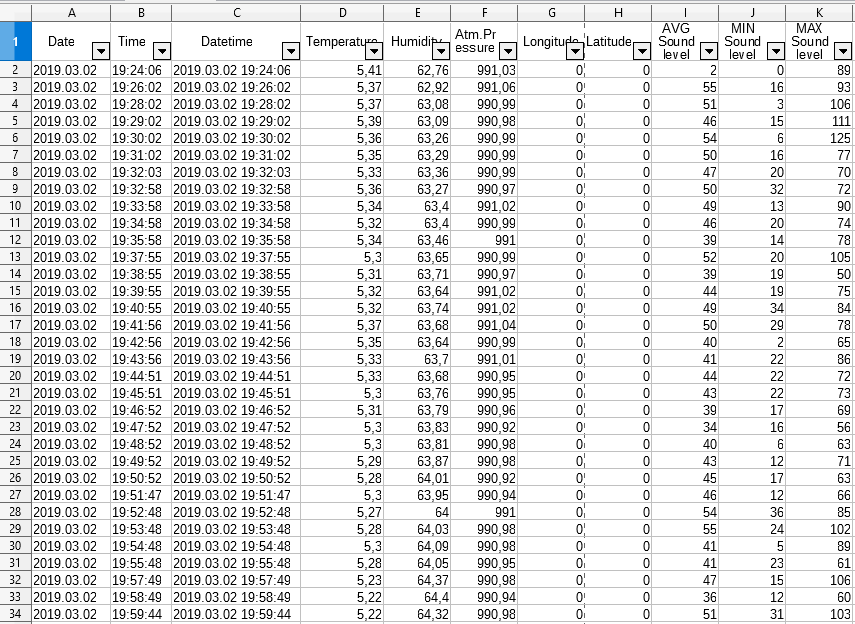 A B C D E F G H I J K
1 Date Time Datetime Temperature Humidity Atm.Pressure Longitude Latitude AVG Sound level MIN Sound level MAX Sound level
2 2019.03.02 19:24:06 2019.03.02 19:24:06 5,41 62,76 991,03 0 0 2 0 89
3 2019.03.02 19:26:02 2019.03.02 19:26:02 5,37 62,92 991,06 0 0 55 16 93
4 2019.03.02 19:28:02 2019.03.02 19:28:02 5,37 63,08 990,99 0 0 51 3 106
5 2019.03.02 19:29:02 2019.03.02 19:29:02 5,39 63,09 990,98 0 0 46 15 111
6 2019.03.02 19:30:02 2019.03.02 19:30:02 5,36 63,26 990,99 0 0 54 6 125
7 2019.03.02 19:31:02 2019.03.02 19:31:02 5,35 63,29 990,99 0 0 50 16 77
8 2019.03.02 19:32:03 2019.03.02 19:32:03 5,33 63,36 990,99 0 0 47 20 70
9 2019.03.02 19:32:58 2019.03.02 19:32:58 5,36 63,27 990,97 0 0 50 32 72
10 2019.03.02 19:33:58 2019.03.02 19:33:58 5,34 63,4 991,02 0 0 49 13 90
11 2019.03.02 19:34:58 2019.03.02 19:34:58 5,32 63,4 990,99 0 0 46 20 74
12 2019.03.02 19:35:58 2019.03.02 19:35:58 5,34 63,46 991 0 0 39 14 78
13 2019.03.02 19:37:55 2019.03.02 19:37:55 5,3 63,65 990,99 0 0 52 20 105
14 2019.03.02 19:38:55 2019.03.02 19:38:55 5,31 63,71 990,97 0 0 39 19 50
15 2019.03.02 19:39:55 2019.03.02 19:39:55 5,32 63,64 991,02 0 0 44 19 75
16 2019.03.02 19:40:55 2019.03.02 19:40:55 5,32 63,74 991,02 0 0 49 34 84
17 2019.03.02 19:41:56 2019.03.02 19:41:56 5,37 63,68 991,04 0 0 50 29 78
18 2019.03.02 19:42:56 2019.03.02 19:42:56 5,35 63,64 990,99 0 0 40 2 65
19 2019.03.02 19:43:56 2019.03.02 19:43:56 5,33 63,7 991,01 0 0 41 22 86
20 2019.03.02 19:44:51 2019.03.02 19:44:51 5,33 63,68 990,95 0 0 44 22 72
21 2019.03.02 19:45:51 2019.03.02 19:45:51 5,3 63,76 990,95 0 0 43 22 73
22 2019.03.02 19:46:52 2019.03.02 19:46:52 5,31 63,79 990,96 0 0 39 17 69
23 2019.03.02 19:47:52 2019.03.02 19:47:52 5,3 63,83 990,92 0 0 34 16 56
24 2019.03.02 19:48:52 2019.03.02 19:48:52 5,3 63,81 990,98 0 0 40 6 63
25 2019.03.02 19:49:52 2019.03.02 19:49:52 5,29 63,87 990,98 0 0 43 12 71
26 2019.03.02 19:50:52 2019.03.02 19:50:52 5,28 64,01 990,92 0 0 45 17 63
27 2019.03.02 19:51:47 2019.03.02 19:51:47 5,3 63,95 990,94 0 0 46 12 66
28 2019.03.02 19:52:48 2019.03.02 19:52:48 5,27 64 991 0 0 54 36 85
29 2019.03.02 19:53:48 2019.03.02 19:53:48 5,28 64,03 990,98 0 0 55 24 102
30 2019.03.02 19:54:48 2019.03.02 19:54:48 5,3 64,09 990,98 0 0 41 5 89
31 2019.03.02 19:55:48 2019.03.02 19:55:48 5,28 64,05 990,95 0 0 41 23 61
32 2019.03.02 19:57:49 2019.03.02 19:57:49 5,23 64,37 990,98 0 0 47 15 106
33 2019.03.02 19:58:49 2019.03.02 19:58:49 5,22 64,4 990,94 0 0 36 12 60
34 2019.03.02 19:59:44 2019.03.02 19:59:44 5,22 64,32 990,98 0 0 51 31 103